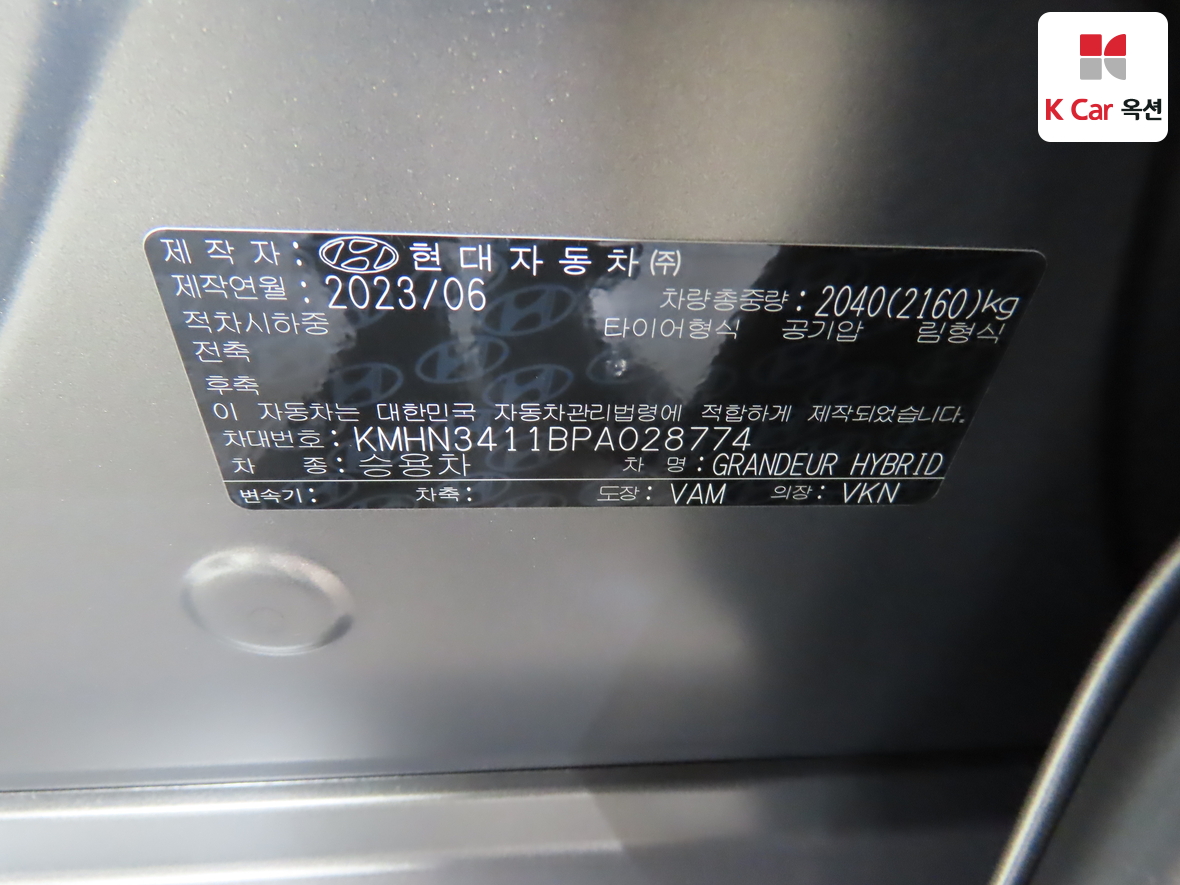 K Car 옥션
제 작 자 : 현 대 자 동 차 ㈜
제작연월 : 2023/06 차량총중량 : 2040(2160)kg
적차시하중 타이어형식 공기압 림형식
전축
후축
이 자동차는 대한민국 자동차관리법령에 적합하게 제작되었습니다.
차대번호 : KMHN3411BPA028774
차 종 : 승용차 차 명 : GRANDEUR HYBRID
변속기 : 차축 : 도장 : VAM 의장 : VKN